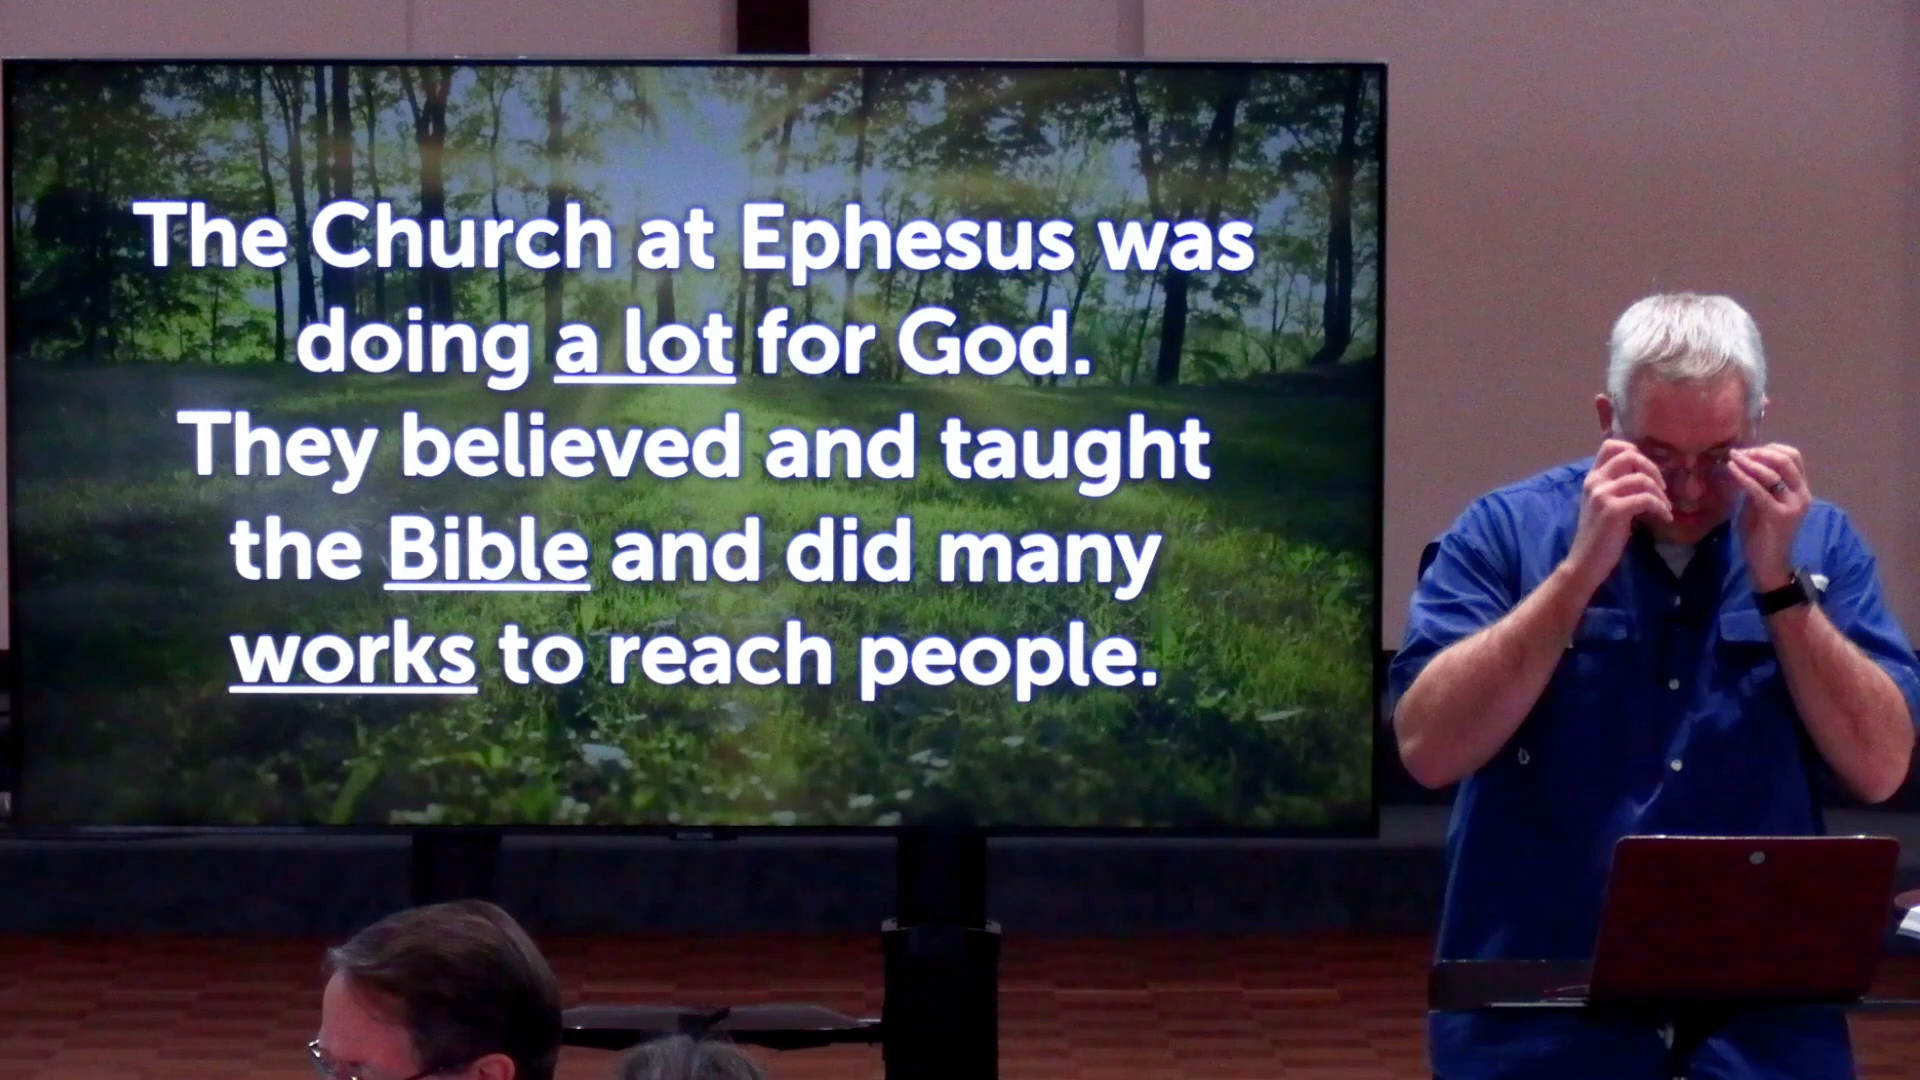 The Church at Ephesus was
doing a lot for God.
They believed and taught
the Bible and did many
works to reach people.